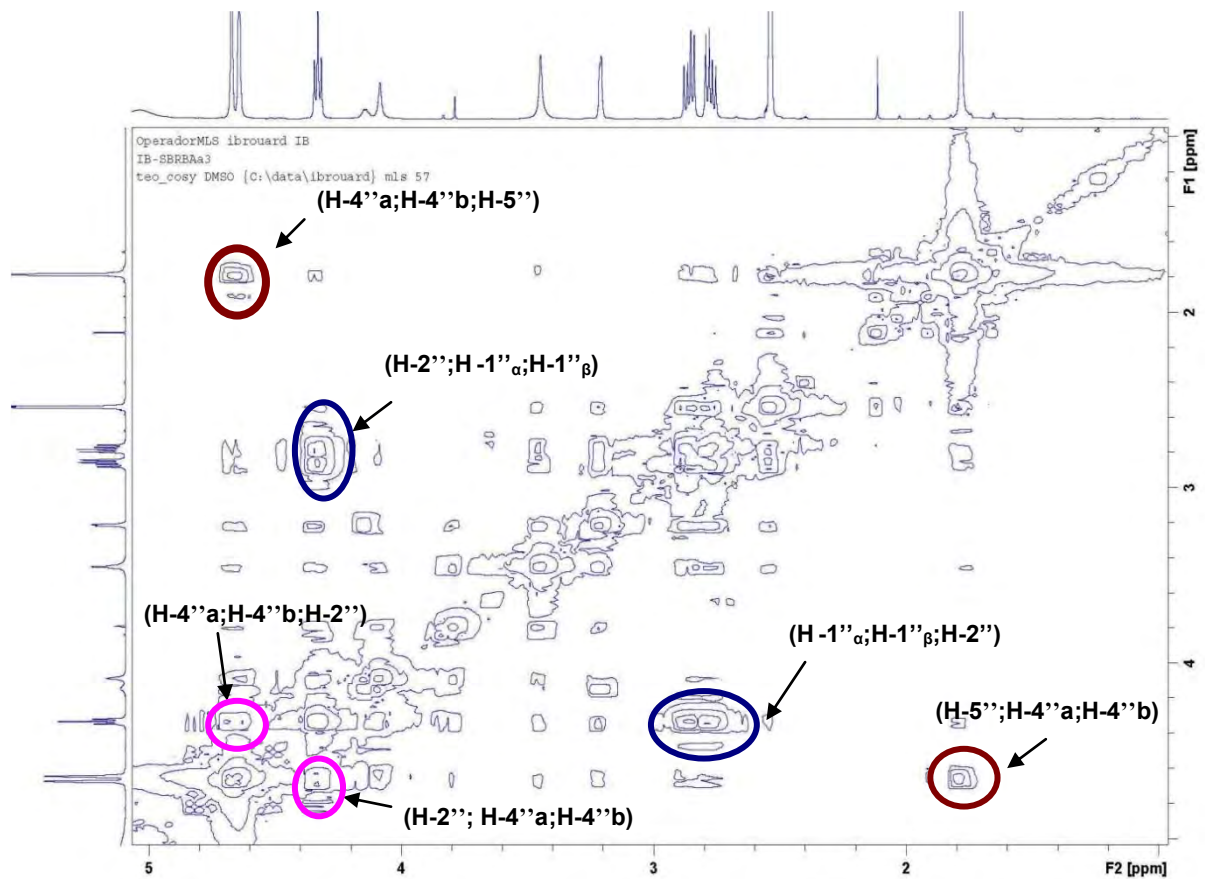 OperadorMLS ibrouard IB
IB-SBRBAa3
teo_cosy DMSO {C:\data\ibrouard} mls 57
(H-4’’a;H-4’’b;H-5’’)
(H-2’’;H -1’’α;H-1’’β)
(H-4’’a;H-4’’b;H-2’’)
(H -1’’α;H-1’’β;H-2’’)
(H-5’’;H-4’’a;H-4’’b)
(H-2’’; H-4’’a;H-4’’b)
F1 [ppm]
2
3
4
5 4 3 2 F2 [ppm]